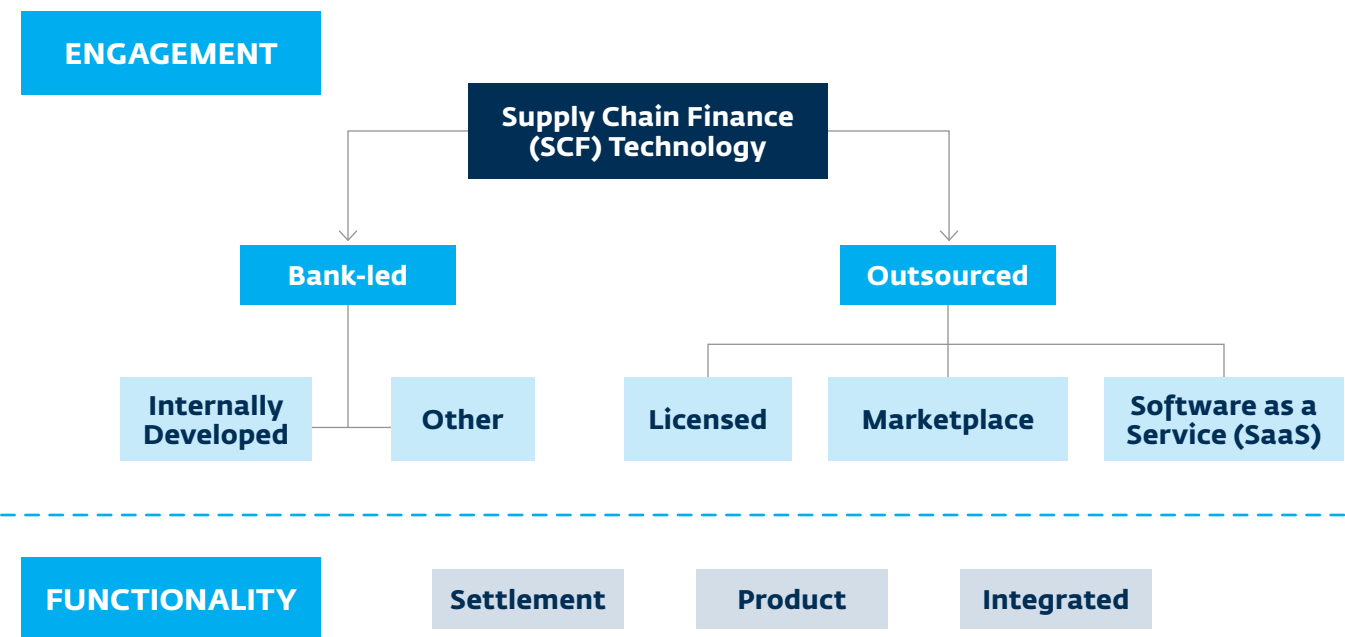 ENGAGEMENT
Supply Chain Finance
(SCF) Technology
Bank-led
Outsourced
Internally
Developed
Other
Licensed
Marketplace
Software as a
Service (SaaS)
FUNCTIONALITY
Settlement
Product
Integrated